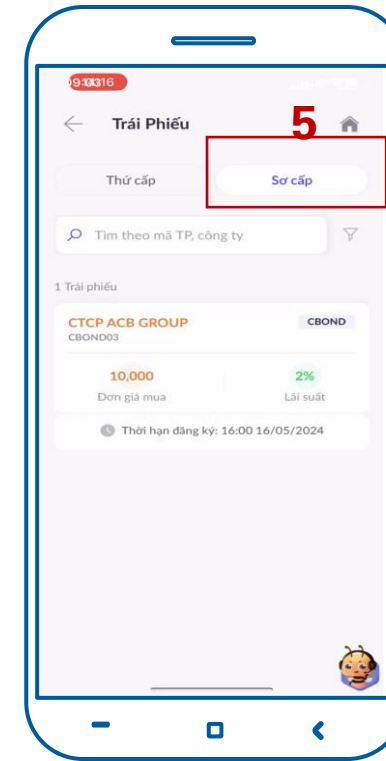 5
Trái Phiếu
Thứ cấp
Sơ cấp
Tìm theo mã TP, công ty
1 Trái phiếu
CTCP ACB GROUP
CBOND
CBOND03
10,000
2%
Đơn giá mua
Lãi suất
Thời hạn đăng ký: 16:00 16/05/2024